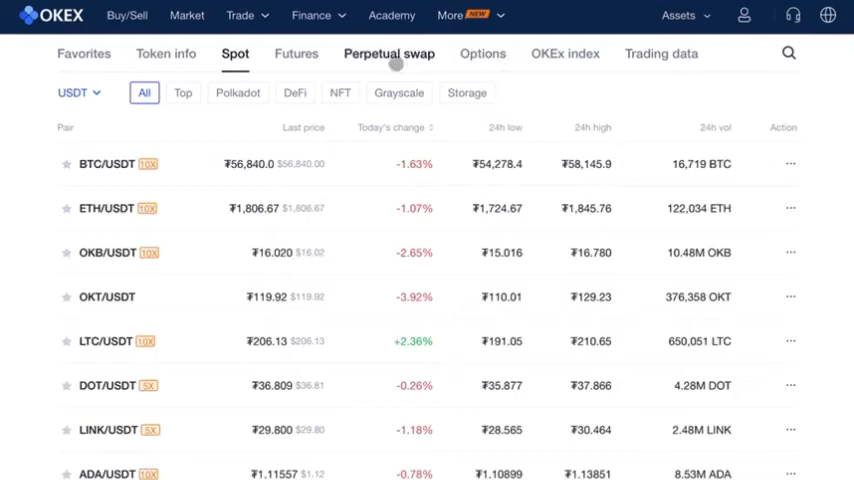 OKEX Buy/Sell Market Trade Finance Academy More NEW Assets
Favorites Token info Spot Futures Perpetual swap Options OKEx index Trading data
USDT All Top Polkadot DeFi NFT Grayscale Storage
Pair Last price Today's change 24h low 24h high 24h vol Action
BTC/USDT 10X ₮56,840.0 $56,840.00 -1.63% ₮54,278.4 ₮58,145.9 16,719 BTC ...
ETH/USDT 10X ₮1,806.67 $1,806.67 -1.07% ₮1,724.67 ₮1,845.76 122,034 ETH ...
OKB/USDT 10X ₮16.020 $16.02 -2.65% ₮15.016 ₮16.780 10.48M OKB ...
OKT/USDT ₮119.92 $119.92 -3.92% ₮110.01 ₮129.23 376,358 OKT ...
LTC/USDT 10X ₮206.13 $206.13 +2.36% ₮191.05 ₮210.65 650,051 LTC ...
DOT/USDT 5X ₮36.809 $36.81 -0.26% ₮35.877 ₮37.866 4.28M DOT ...
LINK/USDT 5X ₮29.800 $29.80 -1.18% ₮28.565 ₮30.464 2.48M LINK ...
ADA/USDT 10X ₮1.11557 $1.12 -0.78% ₮1.10899 ₮1.13851 8.53M ADA ...